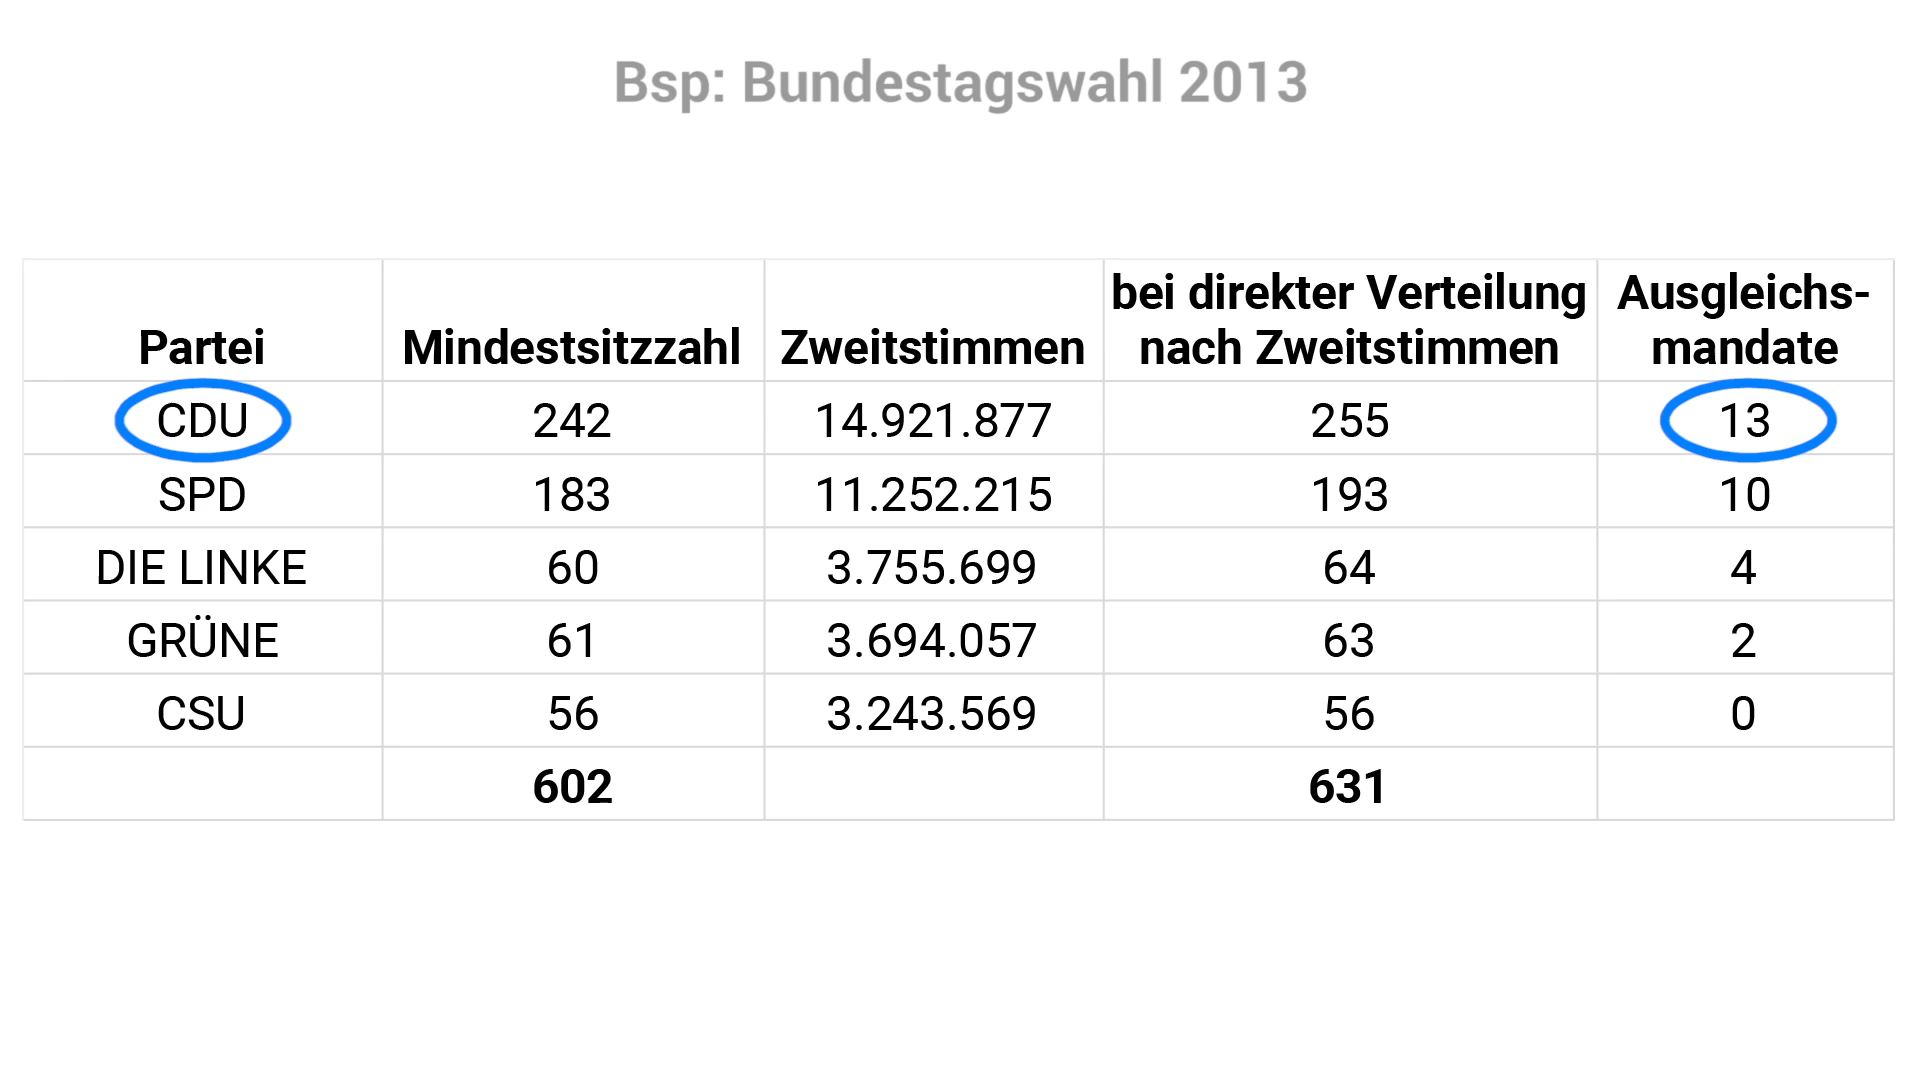 Bsp: Bundestagswahl 2013
Partei Mindestsitzzahl Zweitstimmen bei direkter Verteilung nach Zweitstimmen Ausgleichs-mandate
CDU 242 14.921.877 255 13
SPD 183 11.252.215 193 10
DIE LINKE 60 3.755.699 64 4
GRÜNE 61 3.694.057 63 2
CSU 56 3.243.569 56 0
602 631